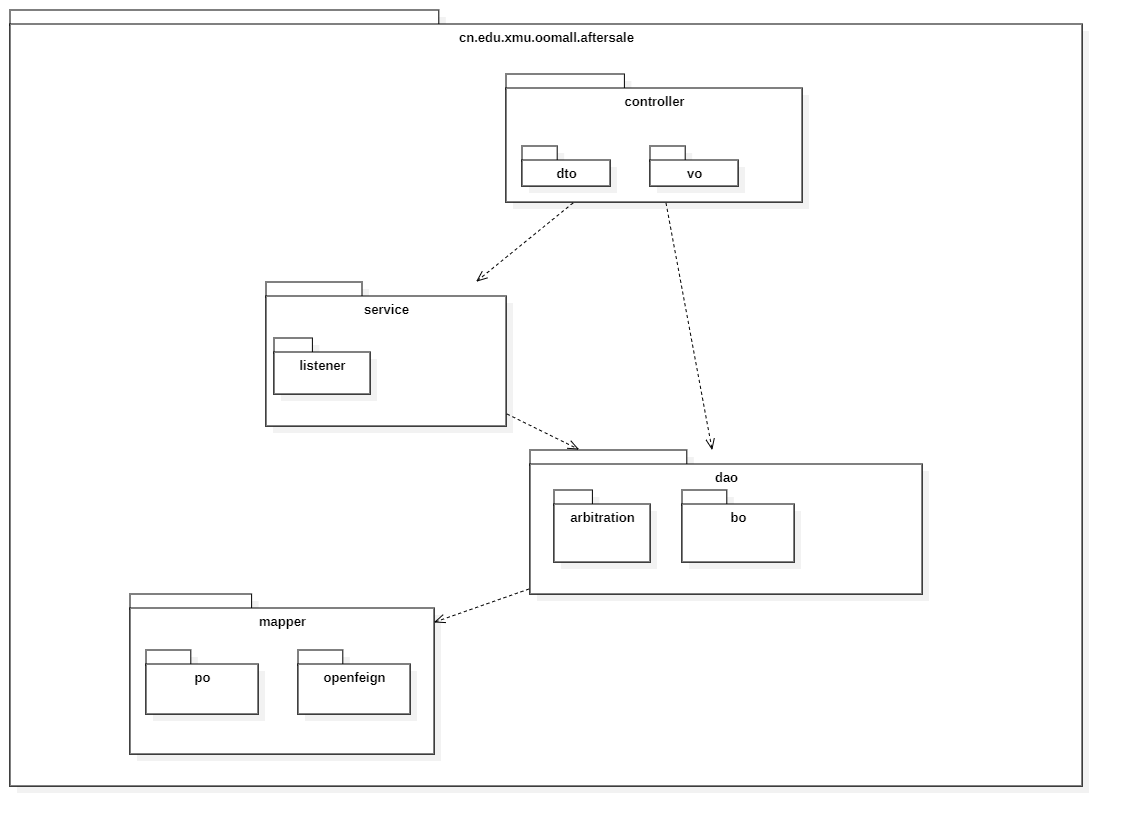 cn.edu.xmu.oomall.aftersale
controller
dto
vo
service
listener
dao
arbitration
bo
mapper
po
openfeign